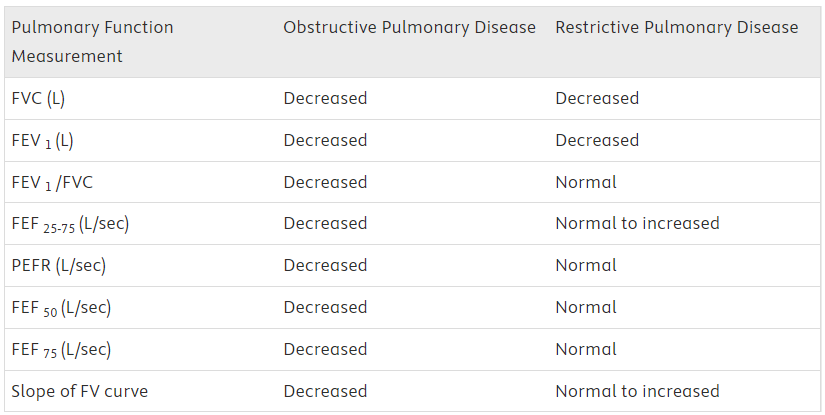 Pulmonary Function Measurement Obstructive Pulmonary Disease Restrictive Pulmonary Disease
FVC (L) Decreased Decreased
FEV 1 (L) Decreased Decreased
FEV 1 /FVC Decreased Normal
FEF 25-75 (L/sec) Decreased Normal to increased
PEFR (L/sec) Decreased Normal
FEF 50 (L/sec) Decreased Normal
FEF 75 (L/sec) Decreased Normal
Slope of FV curve Decreased Normal to increased